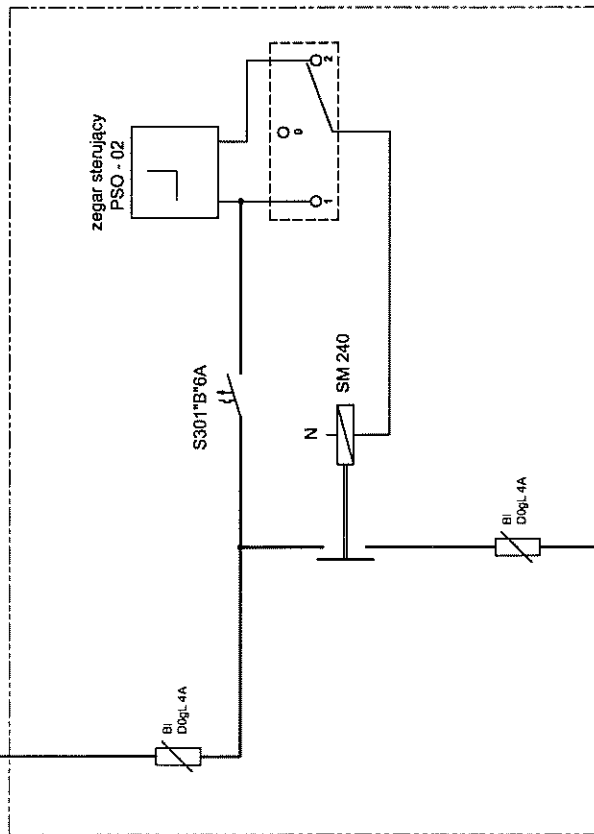 zegar sterujący
PSO - 02
2
0
1
S301"B"6A
SM 240
N
BI
D0gL 4A
BI
D0gL 4A